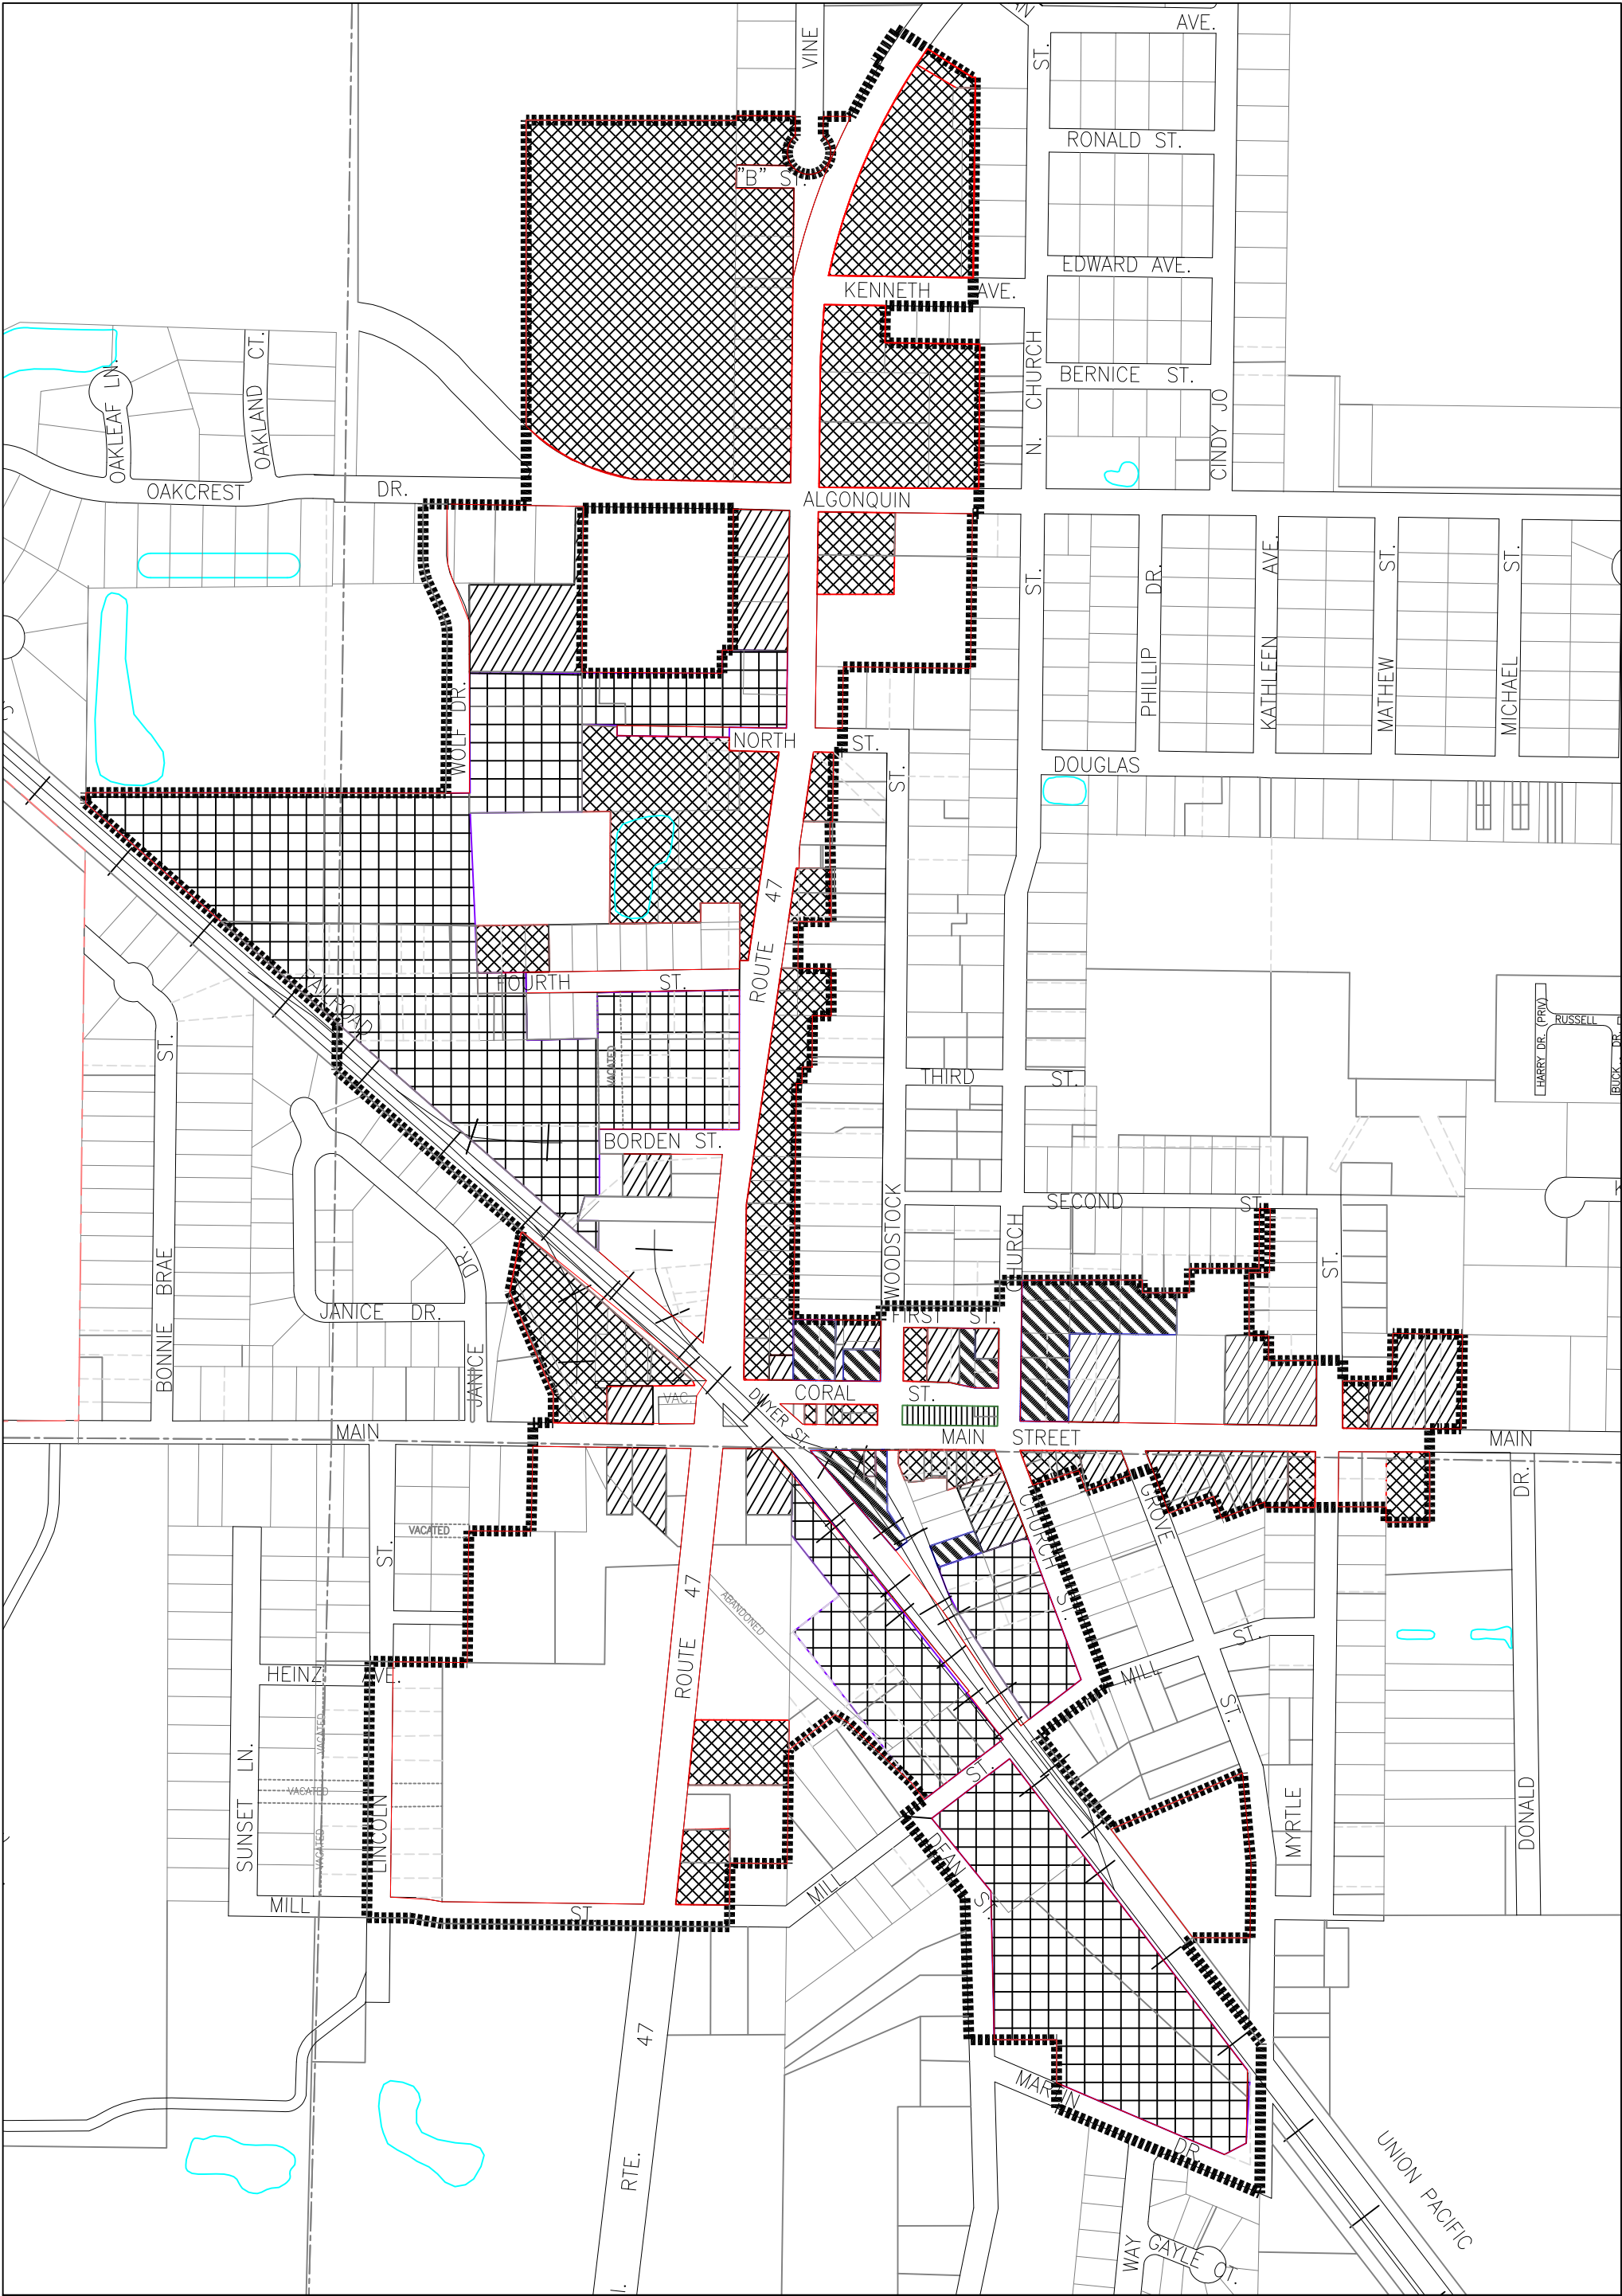 AVE.
VINE
ST.
RONALD ST.
"B" ST.
EDWARD AVE.
KENNETH AVE.
OAKLEAF LN.
OAKLAND CT.
N. CHURCH
BERNICE ST.
CINDY JO
OAKCREST DR.
ALGONQUIN
ST.
PHILLIP DR.
KATHLEEN AVE.
MATHEW ST.
MICHAEL ST.
WOLF DR.
NORTH ST.
ST.
DOUGLAS
ROUTE 47
FOURTH ST.
RAILROAD
HARRY DR. (PRIV)
RUSSELL
BUCK DR.
VACATED
THIRD ST.
BORDEN ST.
BONNIE BRAE ST.
WOODSTOCK
CHURCH
SECOND ST.
ST.
JANICE DR.
JANICE DR.
FIRST ST.
CORAL ST.
VAC.
DWYER ST.
MAIN
MAIN STREET
MAIN
VACATED
ST.
CHURCH ST.
GROVE
ST.
DR.
ABANDONED
ROUTE 47
HEINZ AVE.
MILL
ST.
ST.
SUNSET LN.
VACATED
VACATED
VACATED
LINCOLN
MYRTLE
DONALD
MILL ST
MILL
DEAN ST.
RTE. 47
MARTIN DR.
UNION PACIFIC
WAY
GAYLE CT.